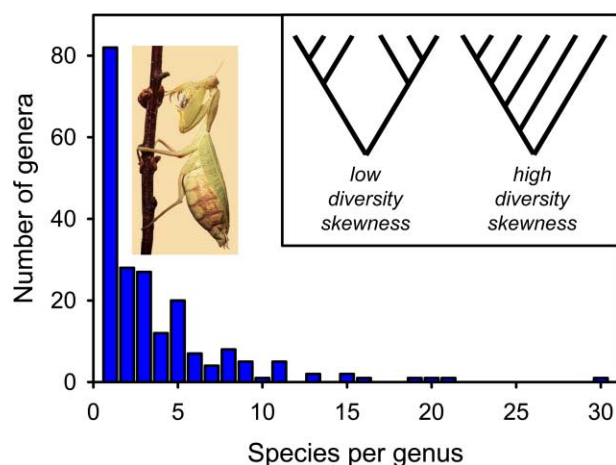 Number of genera
80
60
40
20
0
low
diversity
skewness
high
diversity
skewness
0 5 10 15 20 25 30
Species per genus